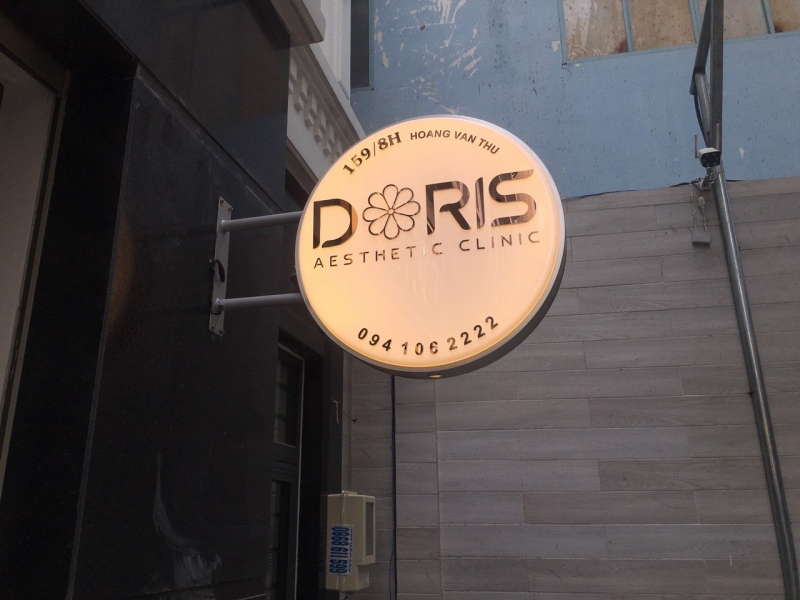 159/8H HOANG VAN THU
DORIS
AESTHETIC CLINIC
094 106 2222